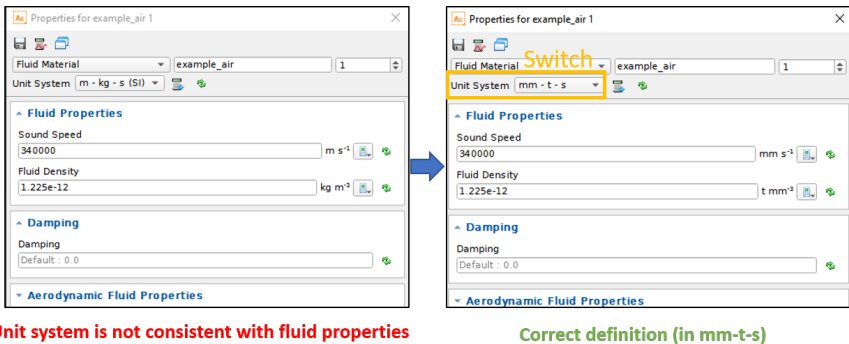 Ac Properties for example_air 1
Fluid Material example_air 1
Unit System m - kg - s (SI)
Fluid Properties
Sound Speed
340000 m s⁻¹
Fluid Density
1.225e-12 kg m⁻³
Damping
Damping
Default : 0.0
Aerodynamic Fluid Properties
Unit system is not consistent with fluid properties
Ac Properties for example_air 1
Switch
Fluid Material example_air 1
Unit System mm - t - s
Fluid Properties
Sound Speed
340000 mm s⁻¹
Fluid Density
1.225e-12 t mm⁻³
Damping
Damping
Default : 0.0
Aerodynamic Fluid Properties
Correct definition (in mm-t-s)